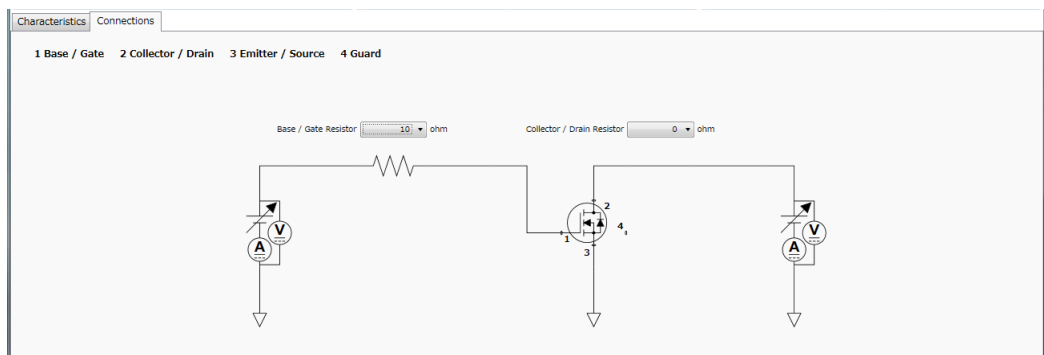 Characteristics Connections
1 Base / Gate 2 Collector / Drain 3 Emitter / Source 4 Guard
Base / Gate Resistor 10 ohm Collector / Drain Resistor 0 ohm
2
V 1 4 V
A 3 A